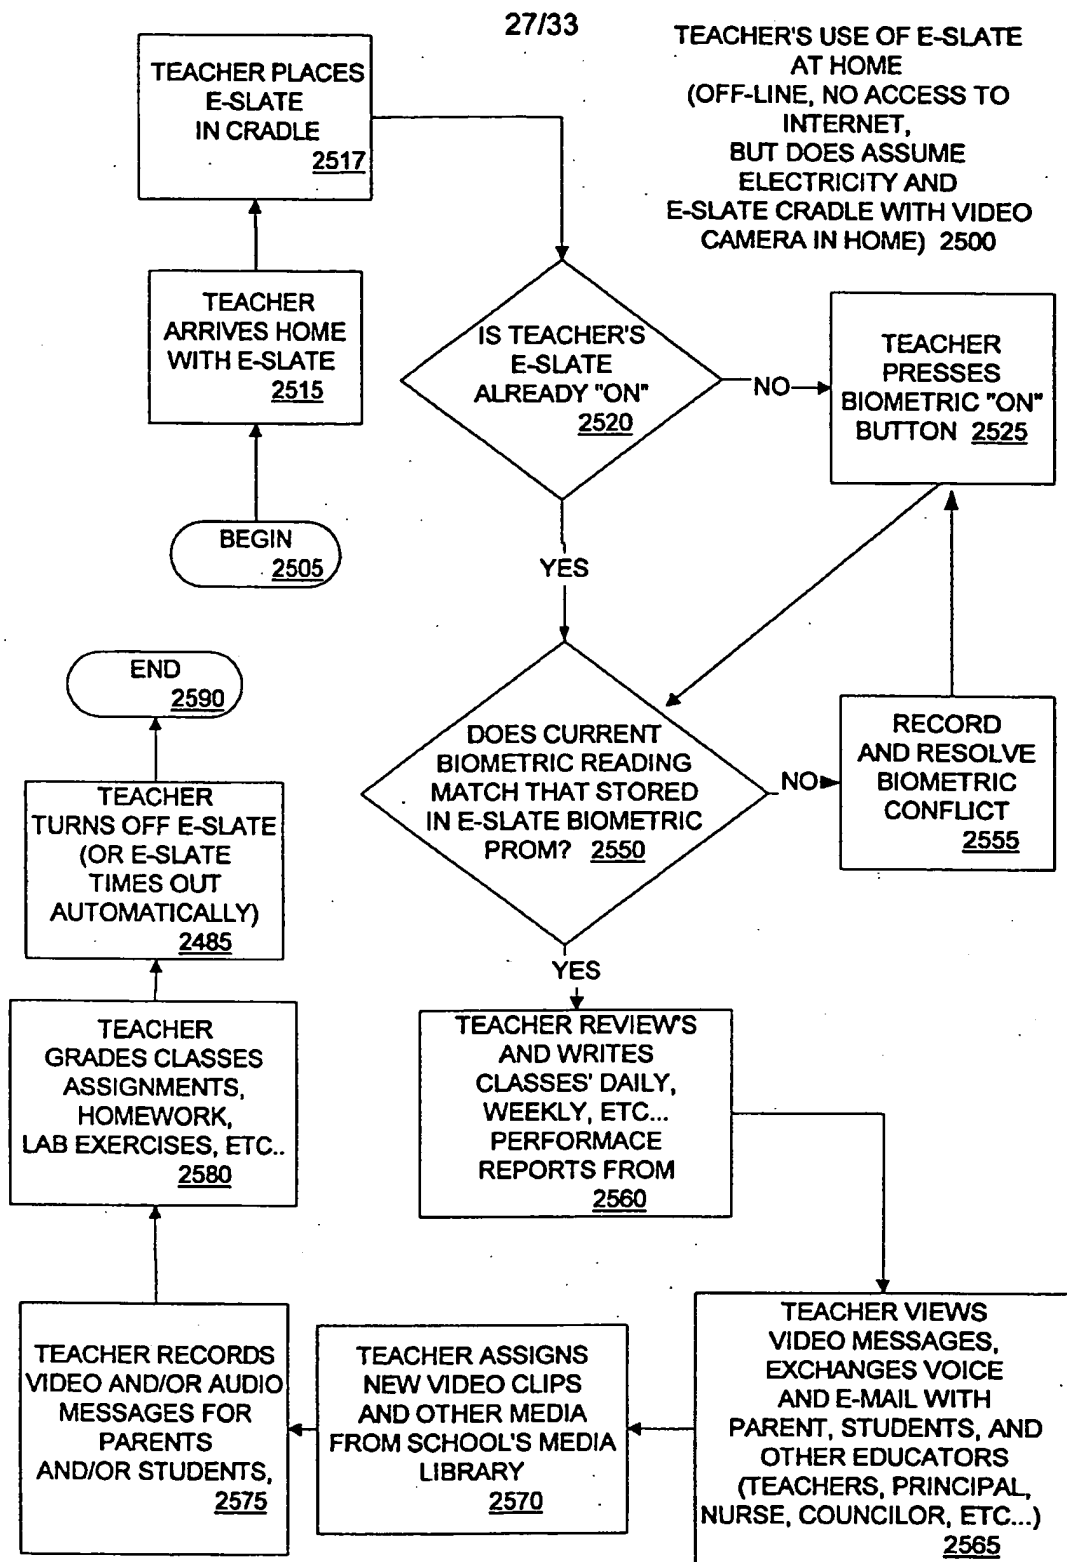 27/33
TEACHER'S USE OF E-SLATE
AT HOME
(OFF-LINE, NO ACCESS TO
INTERNET,
BUT DOES ASSUME
ELECTRICITY AND
E-SLATE CRADLE WITH VIDEO
CAMERA IN HOME) 2500
BEGIN
2505
TEACHER
ARRIVES HOME
WITH E-SLATE
2515
TEACHER PLACES
E-SLATE
IN CRADLE
2517
IS TEACHER'S
E-SLATE
ALREADY "ON"
2520
NO
TEACHER
PRESSES
BIOMETRIC "ON"
BUTTON 2525
YES
DOES CURRENT
BIOMETRIC READING
MATCH THAT STORED
IN E-SLATE BIOMETRIC
PROM? 2550
NO
RECORD
AND RESOLVE
BIOMETRIC
CONFLICT
2555
YES
TEACHER REVIEW'S
AND WRITES
CLASSES' DAILY,
WEEKLY, ETC...
PERFORMACE
REPORTS FROM
2560
TEACHER VIEWS
VIDEO MESSAGES,
EXCHANGES VOICE
AND E-MAIL WITH
PARENT, STUDENTS, AND
OTHER EDUCATORS
(TEACHERS, PRINCIPAL,
NURSE, COUNCILOR, ETC...)
2565
TEACHER ASSIGNS
NEW VIDEO CLIPS
AND OTHER MEDIA
FROM SCHOOL'S MEDIA
LIBRARY
2570
TEACHER RECORDS
VIDEO AND/OR AUDIO
MESSAGES FOR
PARENTS
AND/OR STUDENTS,
2575
TEACHER
GRADES CLASSES
ASSIGNMENTS,
HOMEWORK,
LAB EXERCISES, ETC..
2580
TEACHER
TURNS OFF E-SLATE
(OR E-SLATE
TIMES OUT
AUTOMATICALLY)
2485
END
2590